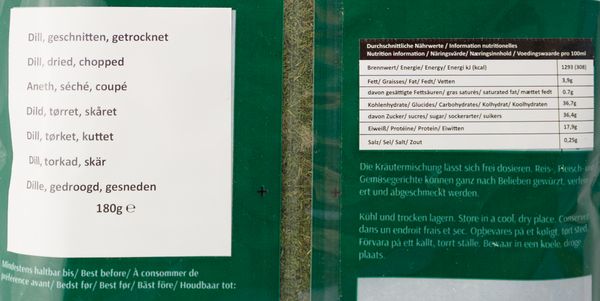 Dill, geschnitten, getrocknet
Dill, dried, chopped
Aneth, séché, coupé
Dild, tørret, skåret
Dill, tørket, kuttet
Dill, torkad, skär
Dille, gedroogd, gesneden
180g ℮
Mindestens haltbar bis/ Best before/ À consommer de
preference avant/ Bedst før/ Best før/ Bäst före/ Houdbaar tot:
Durchschnittliche Nährwerte / Information nutritionelles
Nutrition information / Näringsvärde/ Næringsinnhold / Voedingswaarde pro 100ml
Brennwert/ Energie/ Energy/ Energi kJ (kcal) 1293 (308)
Fett/ Graisses/ Fat/ Fedt/ Vetten 3,9g
davon gesättigte Fettsäuren/ gras saturés/ saturated fat/ mættet fedt 0.7g
Kohlenhydrate/ Glucides/ Carbohydrates/ Kolhydrat/ Koolhydraten 36,7g
davon Zucker/ sucres/ sugar/ sockerarter/ suikers 36,4g
Eiweiß/ Protéine/ Protein/ Eiwitten 17,9g
Salz/ Sel/ Salt/ Zout 0,25g
Die Kräutermischung lässt sich frei dosieren. Reis-, Fleisch- u
Gemüsegerichte können ganz nach Belieben gewürzt, verfein
ert und abgeschmeckt werden.
Kühl und trocken lagern. Store in a cool, dry place. Conserver
dans un endroit frais et sec. Opbevares på et køligt, tørt sted.
Förvara på ett kallt, torrt ställe. Bewaar in een koele, droge
plaats.